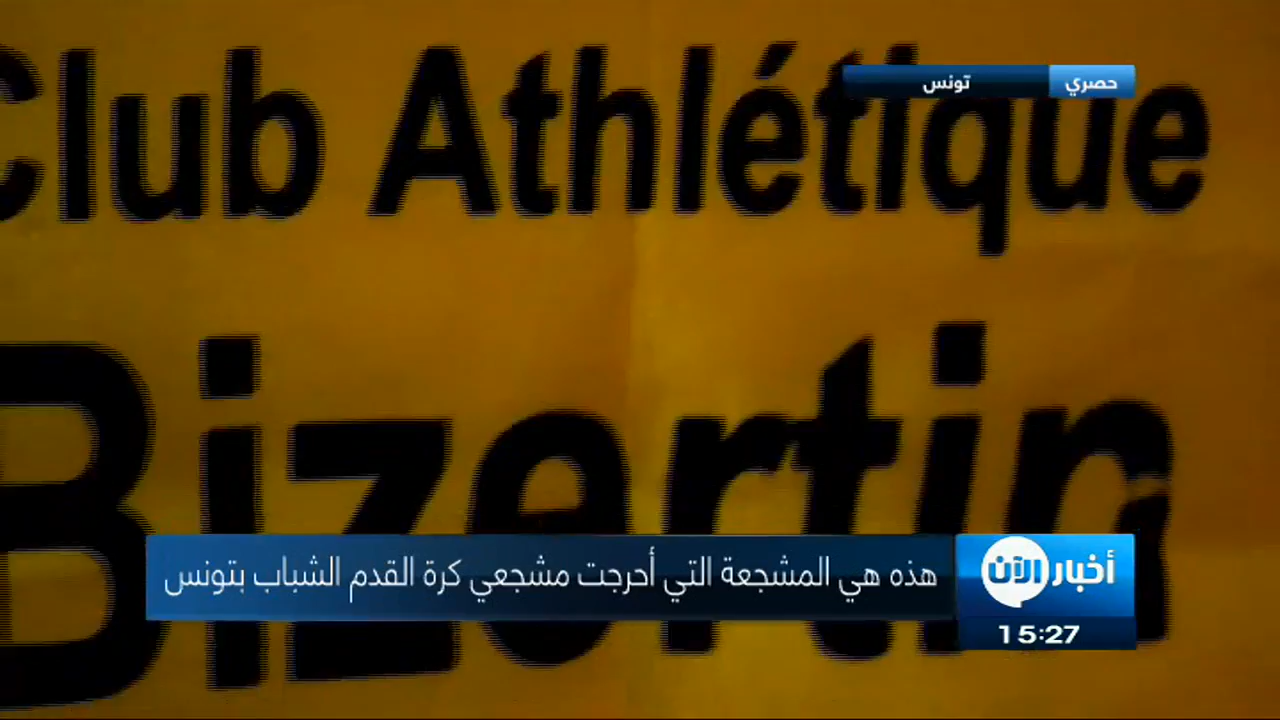 Club Athlétique
حصري تونس
Bizertin
هذه هي المشجعة التي أحرجت مشجعي كرة القدم الشباب بتونس
أخبار الآن
15:27